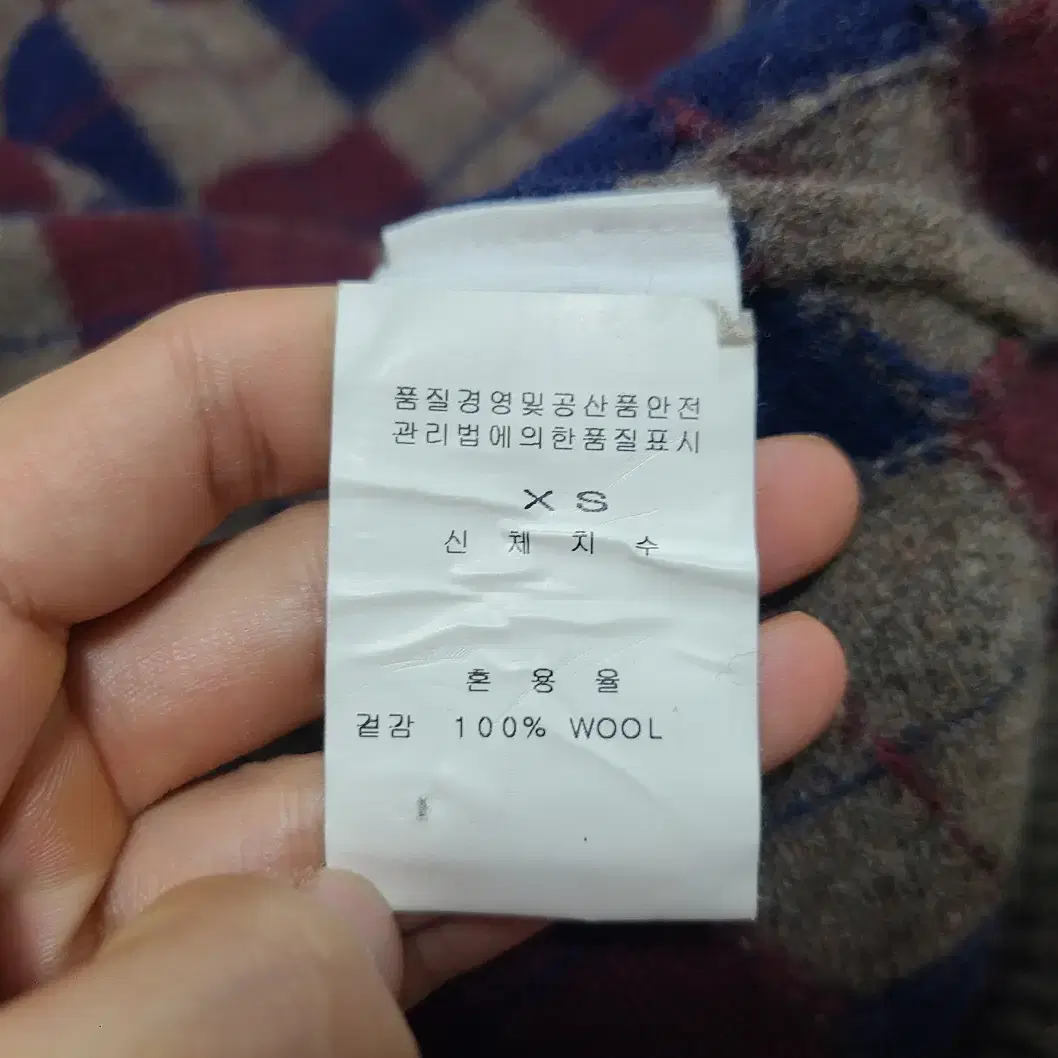 품질경영및공산품안전
관리법에의한품질표시
XS
신 체 치 수
혼 용 율
겉감 100% WOOL